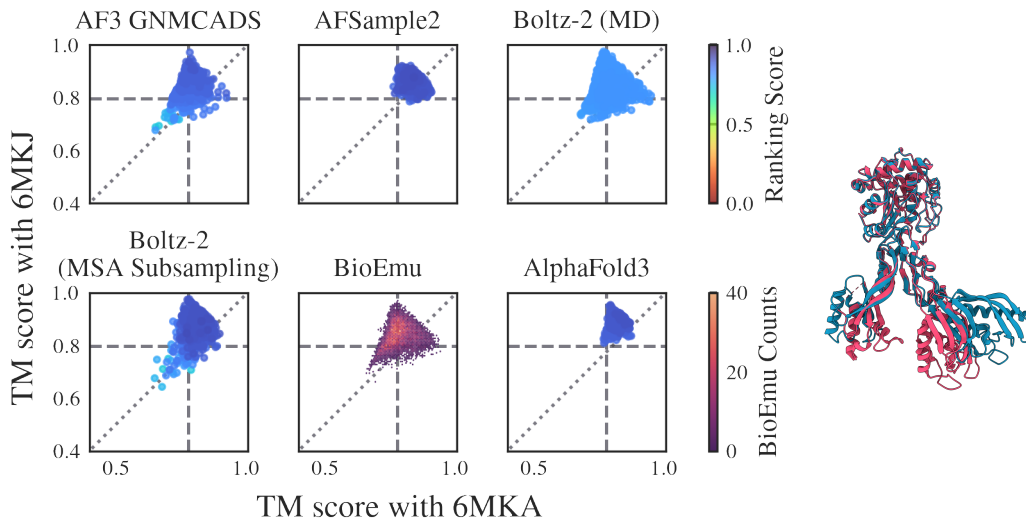 AF3 GNMCADS
AFSample2
Boltz-2 (MD)
1.0
0.8
0.6
0.4
1.0
0.5
0.0
Ranking Score
TM score with 6MKJ
Boltz-2
(MSA Subsampling)
BioEmu
AlphaFold3
1.0
0.8
0.6
0.4
40
20
0
BioEmu Counts
0.5
1.0
0.5
1.0
0.5
1.0
TM score with 6MKA